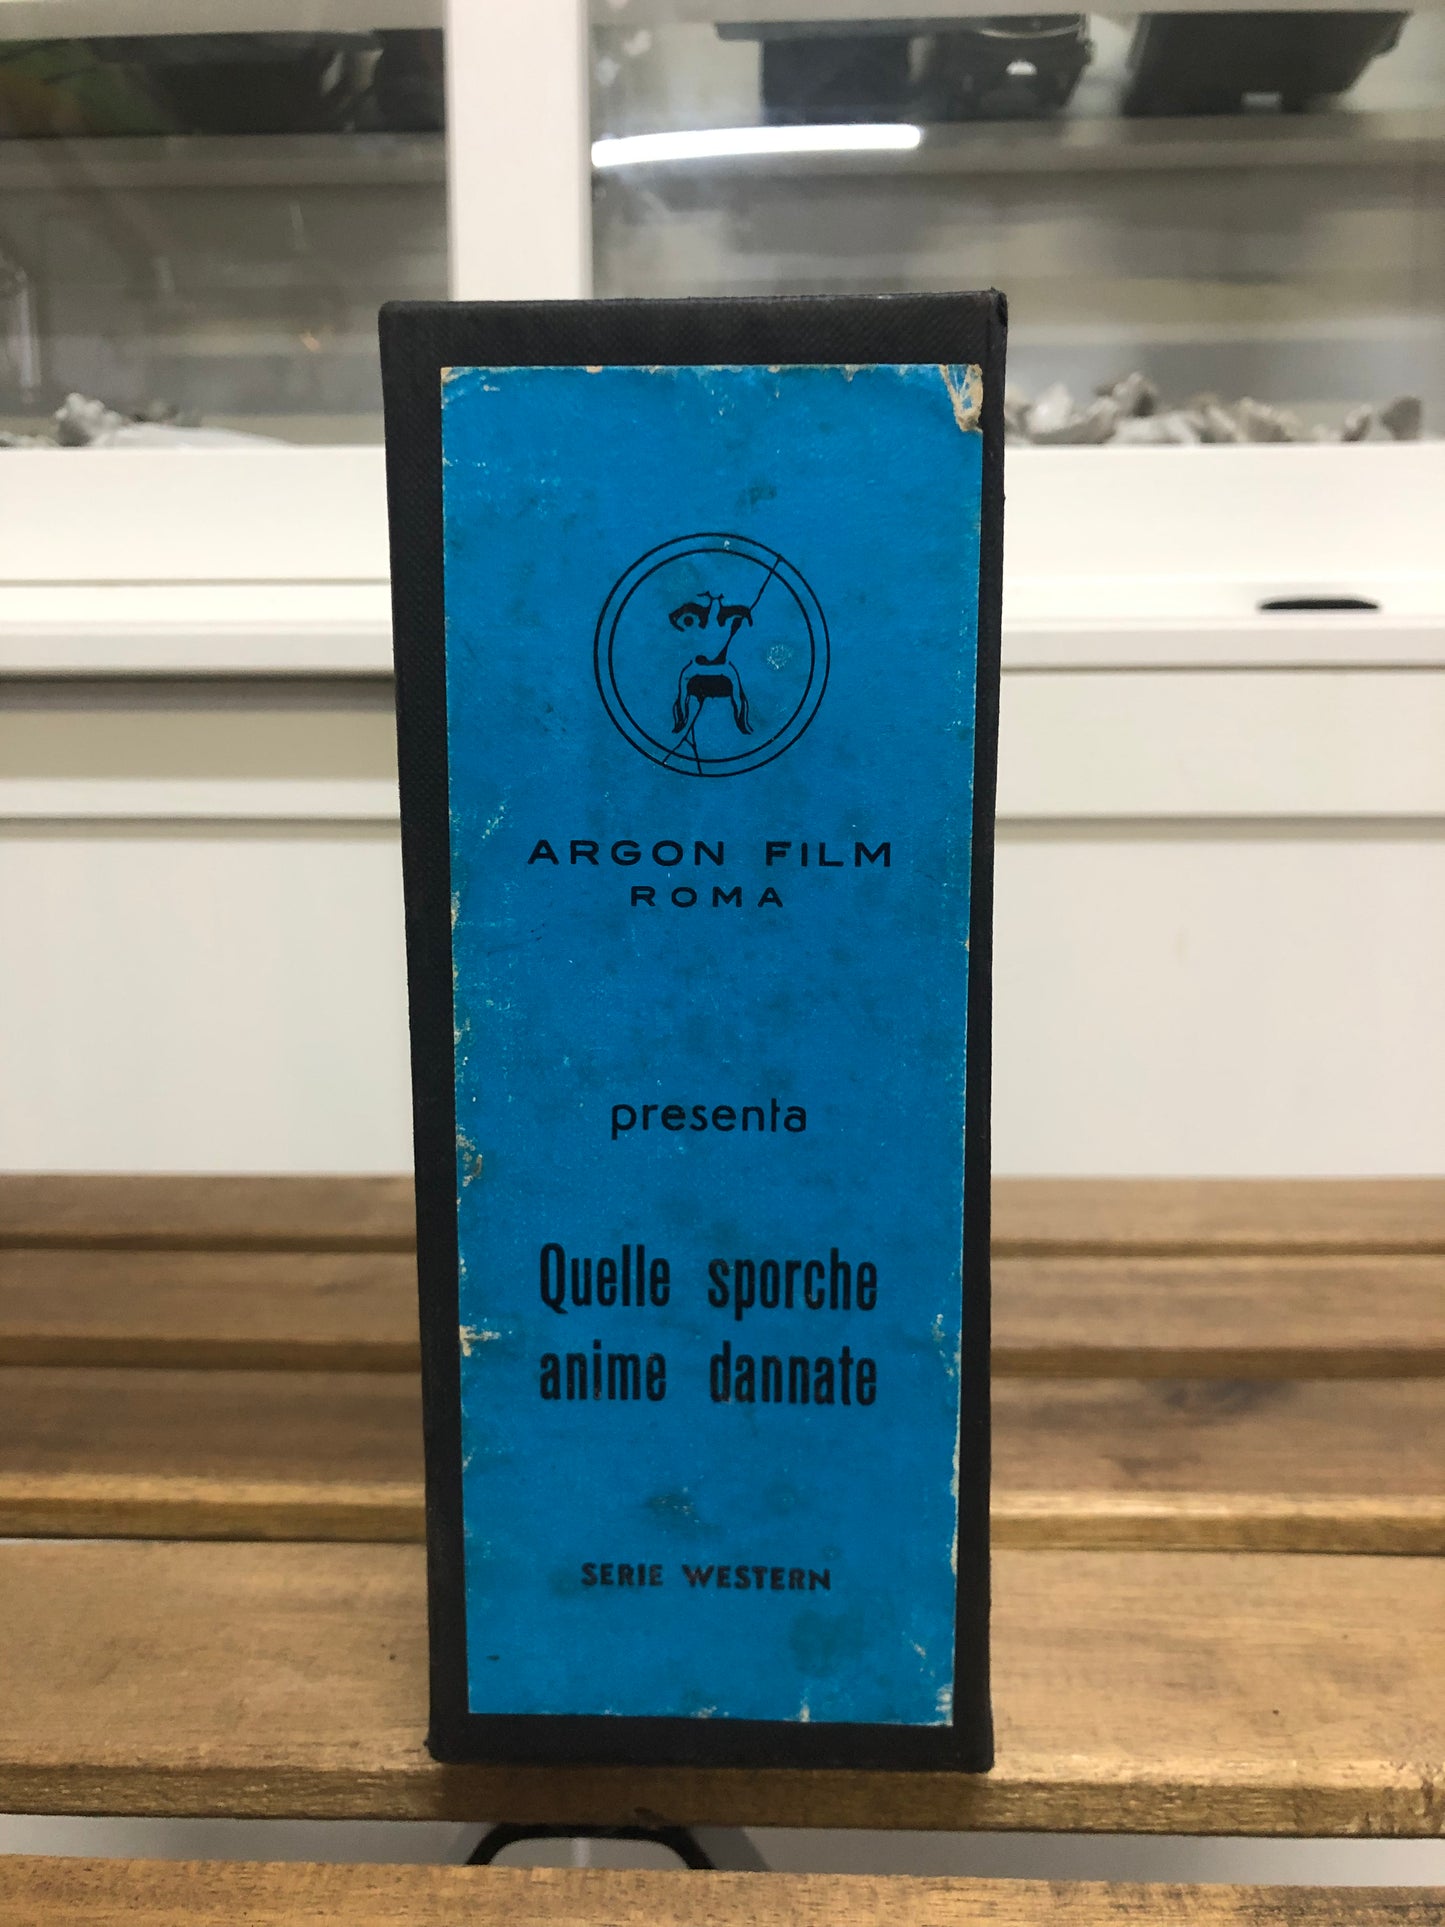 ARGON FILM
ROMA
presenta
Quelle sporche
anime dannate
SERIE WESTERN